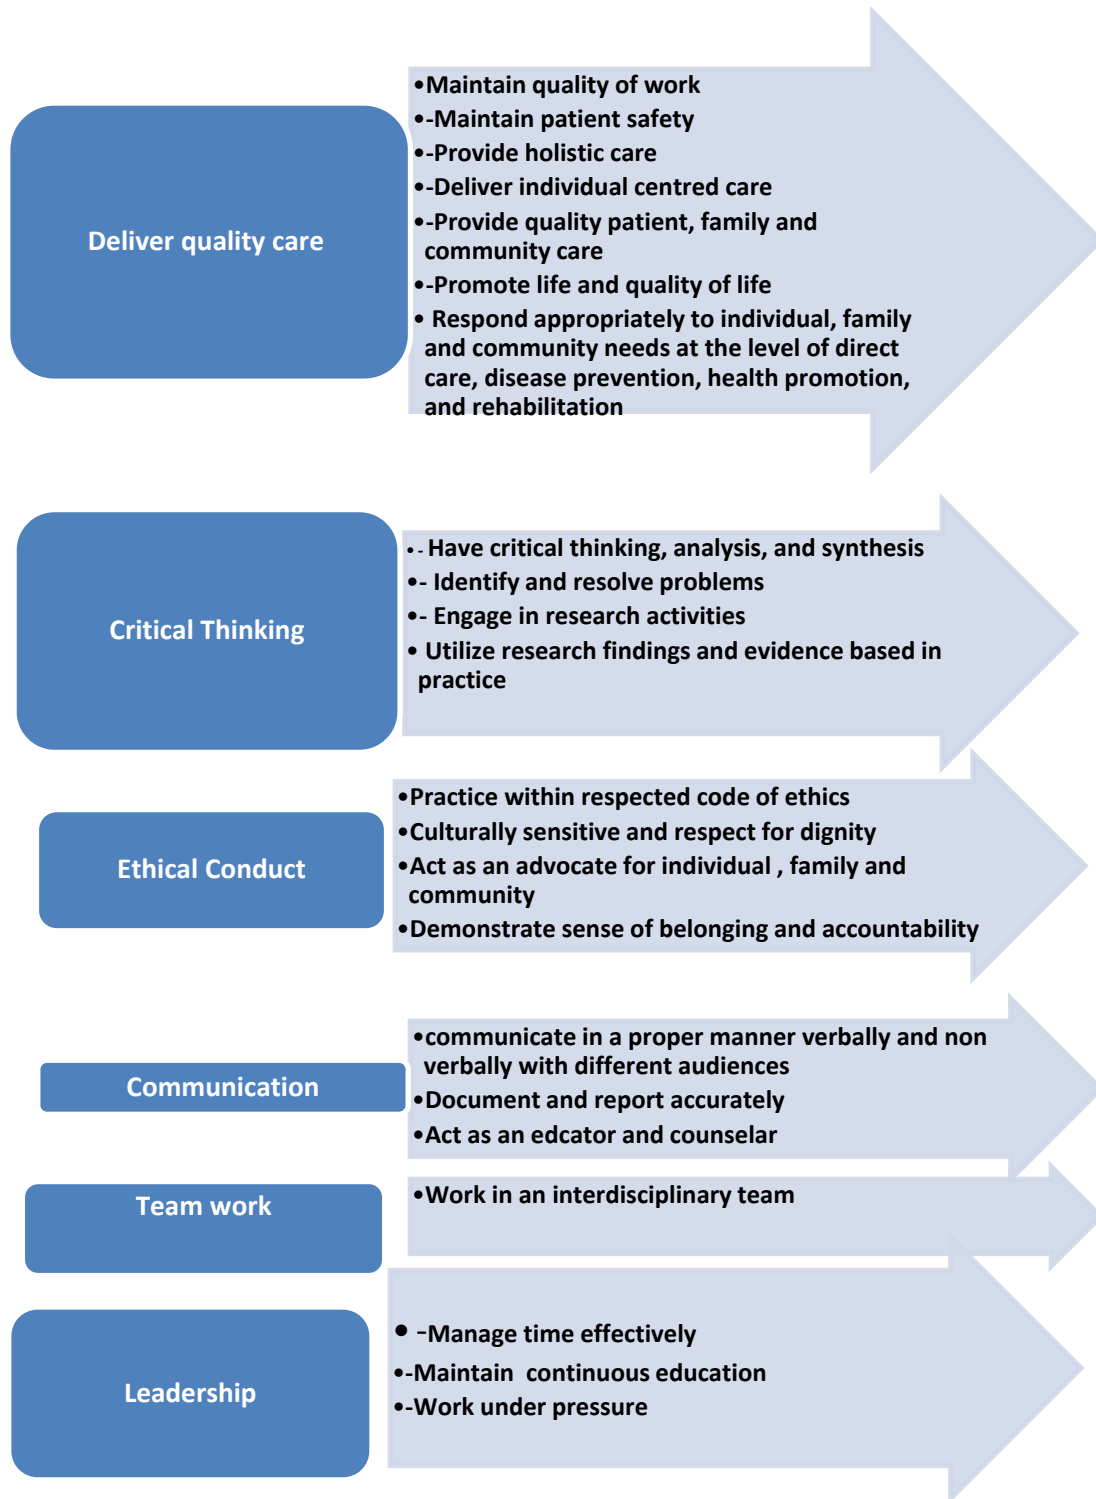 Deliver quality care
•Maintain quality of work
•-Maintain patient safety
•-Provide holistic care
•-Deliver individual centred care
•-Provide quality patient, family and
community care
•-Promote life and quality of life
• Respond appropriately to individual, family
and community needs at the level of direct
care, disease prevention, health promotion,
and rehabilitation
Critical Thinking
• - Have critical thinking, analysis, and synthesis
•- Identify and resolve problems
•- Engage in research activities
• Utilize research findings and evidence based in
practice
Ethical Conduct
•Practice within respected code of ethics
•Culturally sensitive and respect for dignity
•Act as an advocate for individual , family and
community
•Demonstrate sense of belonging and accountability
Communication
•communicate in a proper manner verbally and non
verbally with different audiences
•Document and report accurately
•Act as an edcator and counselar
Team work
•Work in an interdisciplinary team
Leadership
• -Manage time effectively
•-Maintain continuous education
•-Work under pressure